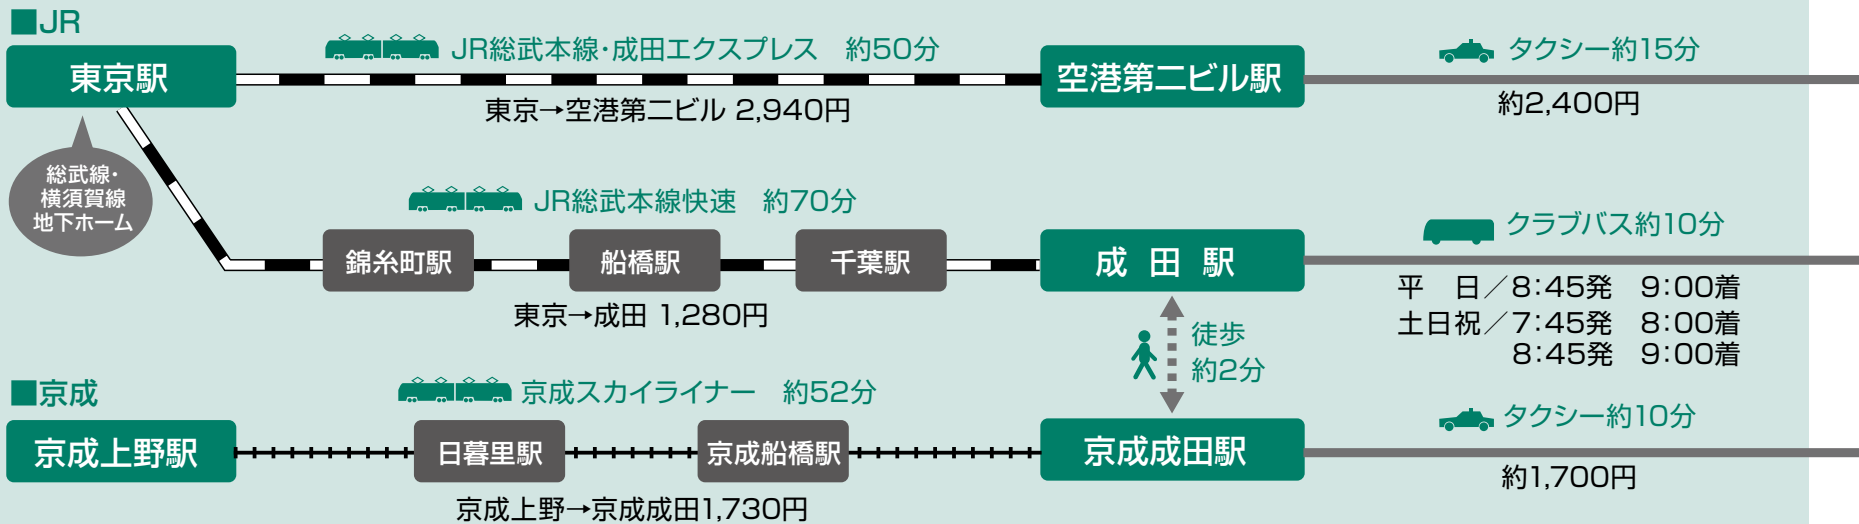 ■JR
JR総武本線・成田エクスプレス 約50分
タクシー約15分
東京駅
空港第二ビル駅
東京→空港第二ビル 2,940円
約2,400円
総武線・
横須賀線
地下ホーム
JR総武本線快速 約70分
クラブバス約10分
錦糸町駅
船橋駅
千葉駅
成田駅
平 日／8:45発 9:00着
土日祝／7:45発 8:00着
8:45発 9:00着
東京→成田 1,280円
徒歩
約2分
■京成
京成スカイライナー 約52分
タクシー約10分
京成上野駅
日暮里駅
京成船橋駅
京成成田駅
約1,700円
京成上野→京成成田1,730円